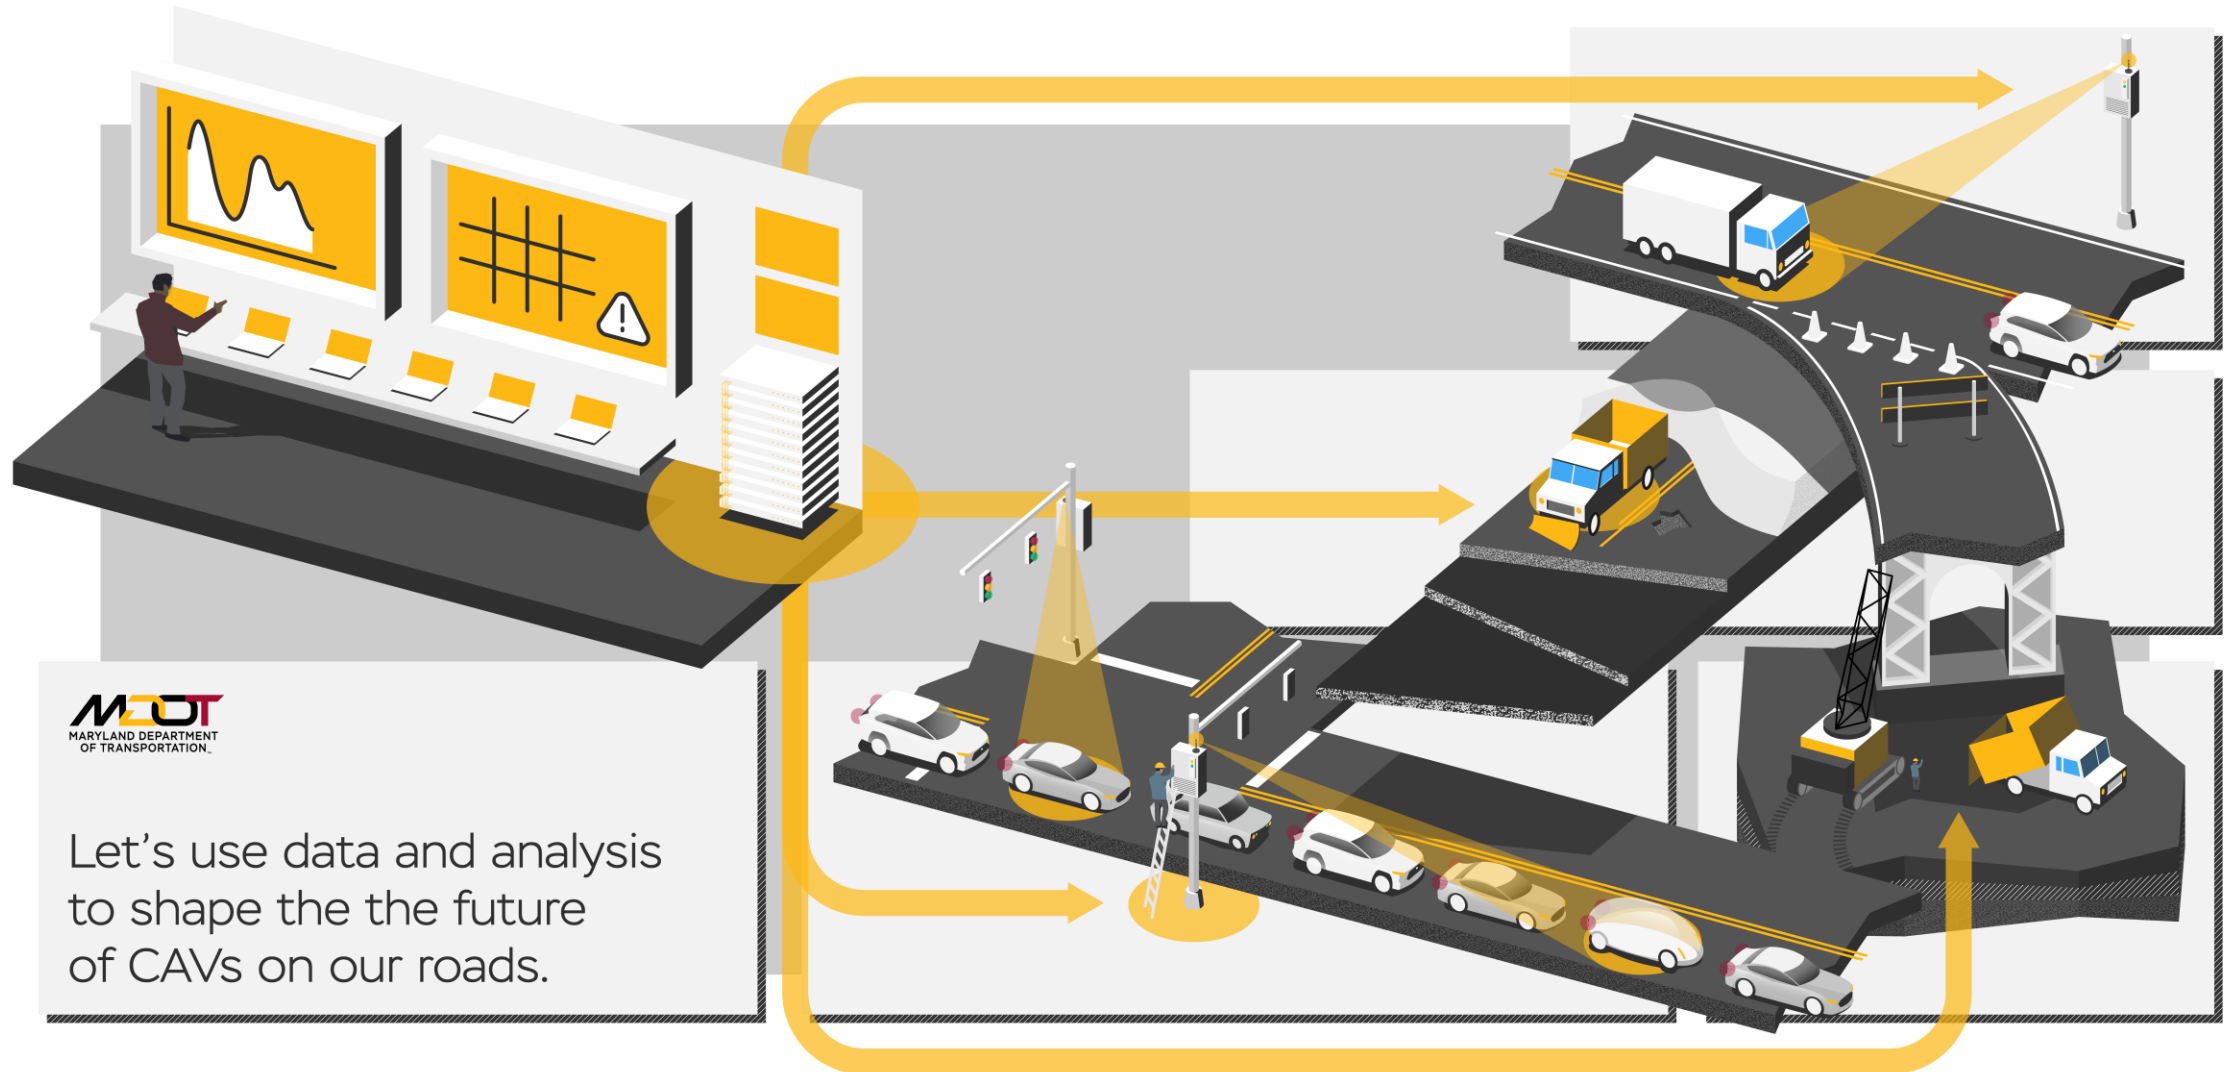 MDOT
MARYLAND DEPARTMENT
OF TRANSPORTATION™
Let's use data and analysis
to shape the the future
of CAVs on our roads.